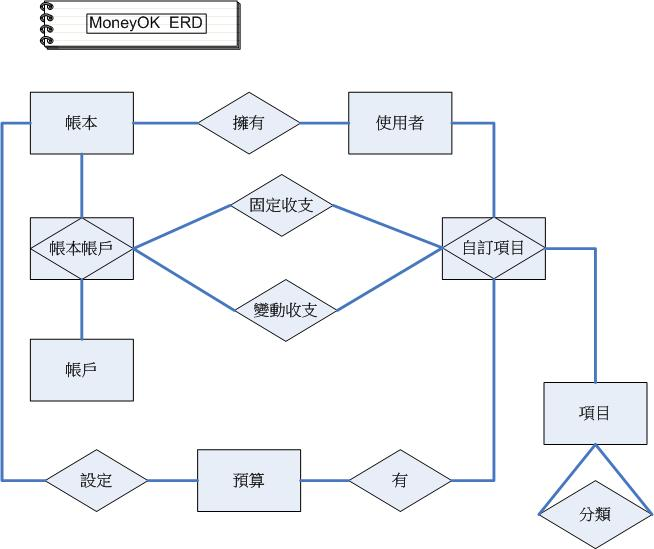 MoneyOK ERD
帳本
擁有
使用者
固定收支
帳本帳戶
自訂項目
變動收支
帳戶
項目
設定
預算
有
分類